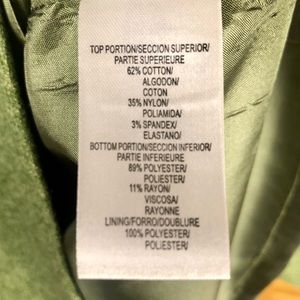 TOP PORTION/SECCION SUPERIOR/
PARTIE SUPERIEURE
62% COTTON/
ALGODON/
COTON
35% NYLON/
POLIAMIDA/
3% SPANDEX/
ELASTANO/
BOTTOM PORTION/SECCION INFERIOR/
PARTIE INFERIEURE
89% POLYESTER/
POLIESTER/
11% RAYON/
VISCOSA/
RAYONNE
LINING/FORRO/DOUBLURE
100% POLYESTER/
POLIESTER/